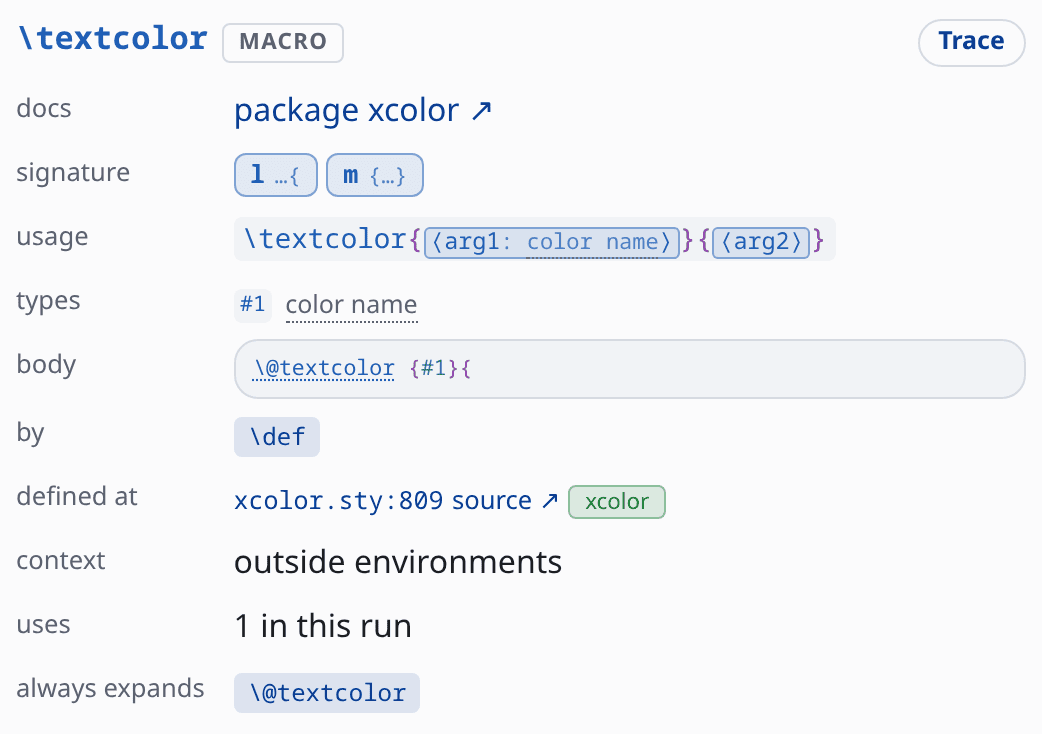 \textcolor MACRO Trace
docs package xcolor ↗
signature l …{ m {…}
usage \textcolor{⟨arg1: color name⟩}{⟨arg2⟩}
types #1 color name
body \@textcolor {#1}{
by \def
defined at xcolor.sty:809 source ↗ xcolor
context outside environments
uses 1 in this run
always expands \@textcolor